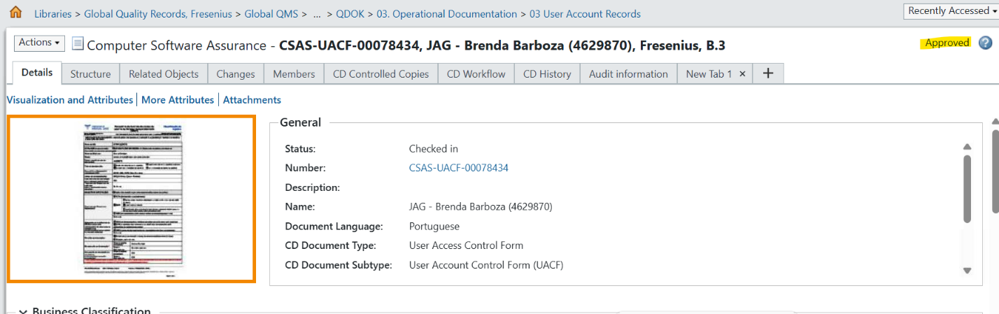 Libraries > Global Quality Records, Fresenius > Global QMS > ... > QDOK > 03. Operational Documentation > 03 User Account Records
Recently Accessed
Actions
Computer Software Assurance - CSAS-UACF-00078434, JAG - Brenda Barboza (4629870), Fresenius, B.3
Approved
Details Structure Related Objects Changes Members CD Controlled Copies CD Workflow CD History Audit information New Tab 1 × +
Visualization and Attributes | More Attributes | Attachments
General
Status: Checked in
Number: CSAS-UACF-00078434
Description:
Name: JAG - Brenda Barboza (4629870)
Document Language: Portuguese
CD Document Type: User Access Control Form
CD Document Subtype: User Account Control Form (UACF)
Business Classification